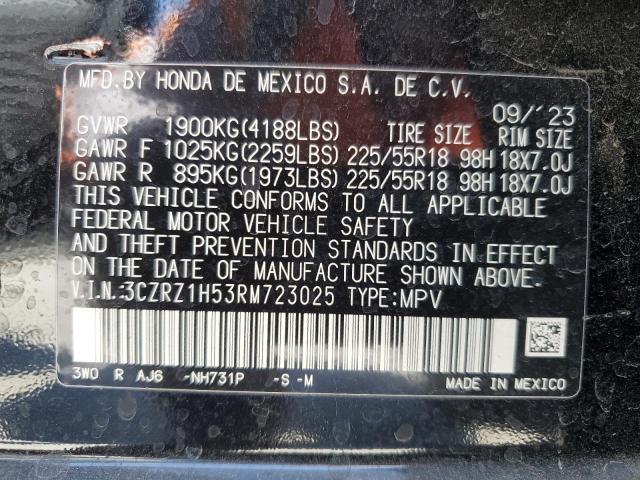 MFD.BY HONDA DE MEXICO S.A. DE C.V.
09/'23
GVWR 1900KG(4188LBS) TIRE SIZE RIM SIZE
GAWR F 1025KG(2259LBS) 225/55R18 98H 18X7.0J
GAWR R 895KG(1973LBS) 225/55R18 98H 18X7.0J
THIS VEHICLE CONFORMS TO ALL APPLICABLE
FEDERAL MOTOR VEHICLE SAFETY
AND THEFT PREVENTION STANDARDS IN EFFECT
ON THE DATE OF MANUFACTURE SHOWN ABOVE.
V.I.N.:3CZRZ1H53RM723025 TYPE:MPV
3WO R AJ6 -NH731P -S -M MADE IN MEXICO